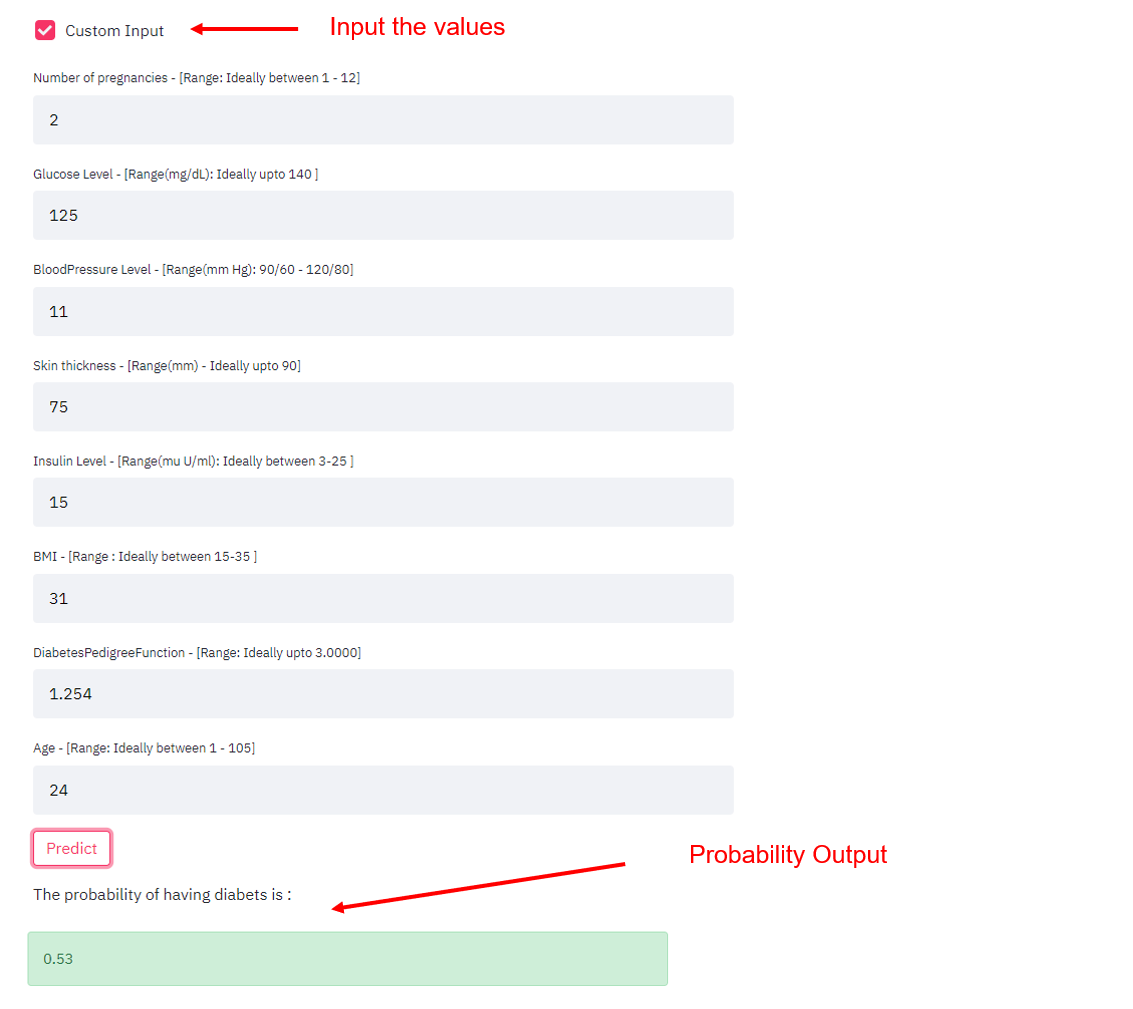 Custom Input
Input the values
Number of pregnancies - [Range: Ideally between 1 - 12]
2
Glucose Level - [Range(mg/dL): Ideally upto 140 ]
125
BloodPressure Level - [Range(mm Hg): 90/60 - 120/80]
11
Skin thickness - [Range(mm) - Ideally upto 90]
75
Insulin Level - [Range(mu U/ml): Ideally between 3-25 ]
15
BMI - [Range : Ideally between 15-35 ]
31
DiabetesPedigreeFunction - [Range: Ideally upto 3.0000]
1.254
Age - [Range: Ideally between 1 - 105]
24
Predict
Probability Output
The probability of having diabets is :
0.53